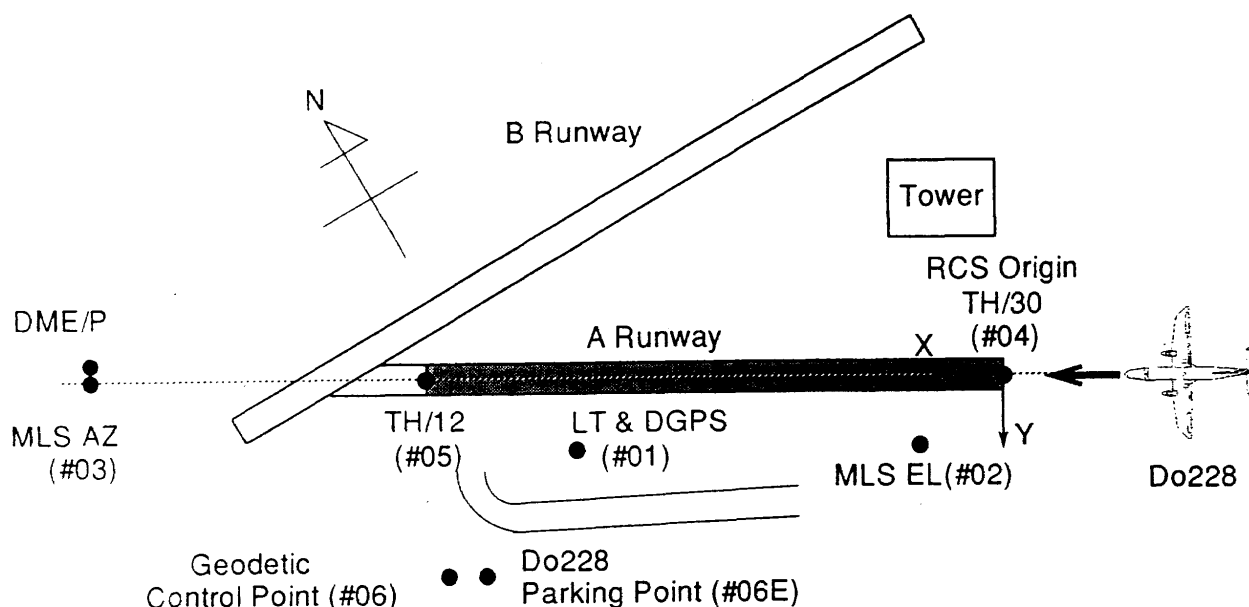 N
B Runway
Tower
RCS Origin
TH/30
(#04)
DME/P
A Runway
X
MLS AZ
(#03)
TH/12
(#05)
LT & DGPS
(#01)
Y
MLS EL(#02)
Do228
Geodetic
Control Point (#06)
Do228
Parking Point (#06E)